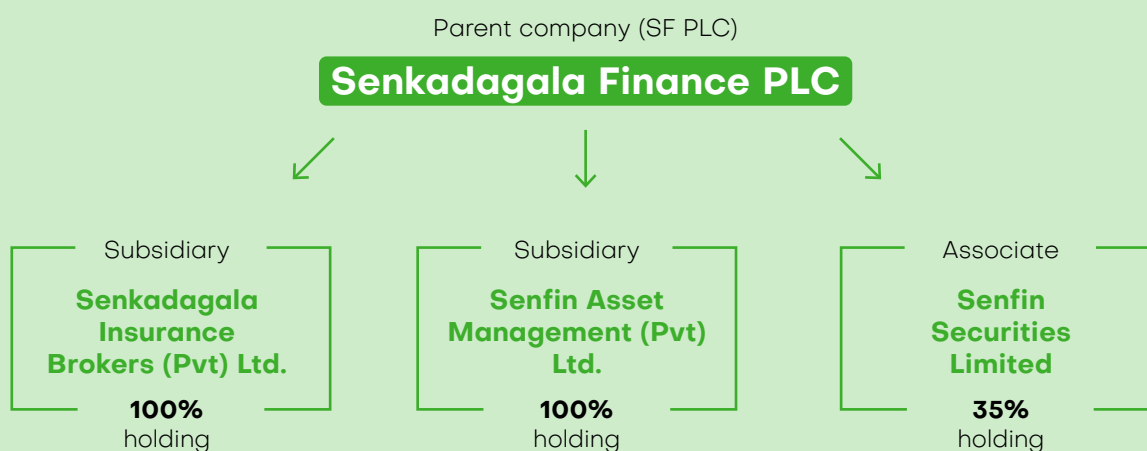 Parent company (SF PLC)
Senkadagala Finance PLC
Subsidiary
Senkadagala
Insurance
Brokers (Pvt) Ltd.
100%
holding
Subsidiary
Senfin Asset
Management (Pvt)
Ltd.
100%
holding
Associate
Senfin
Securities
Limited
35%
holding